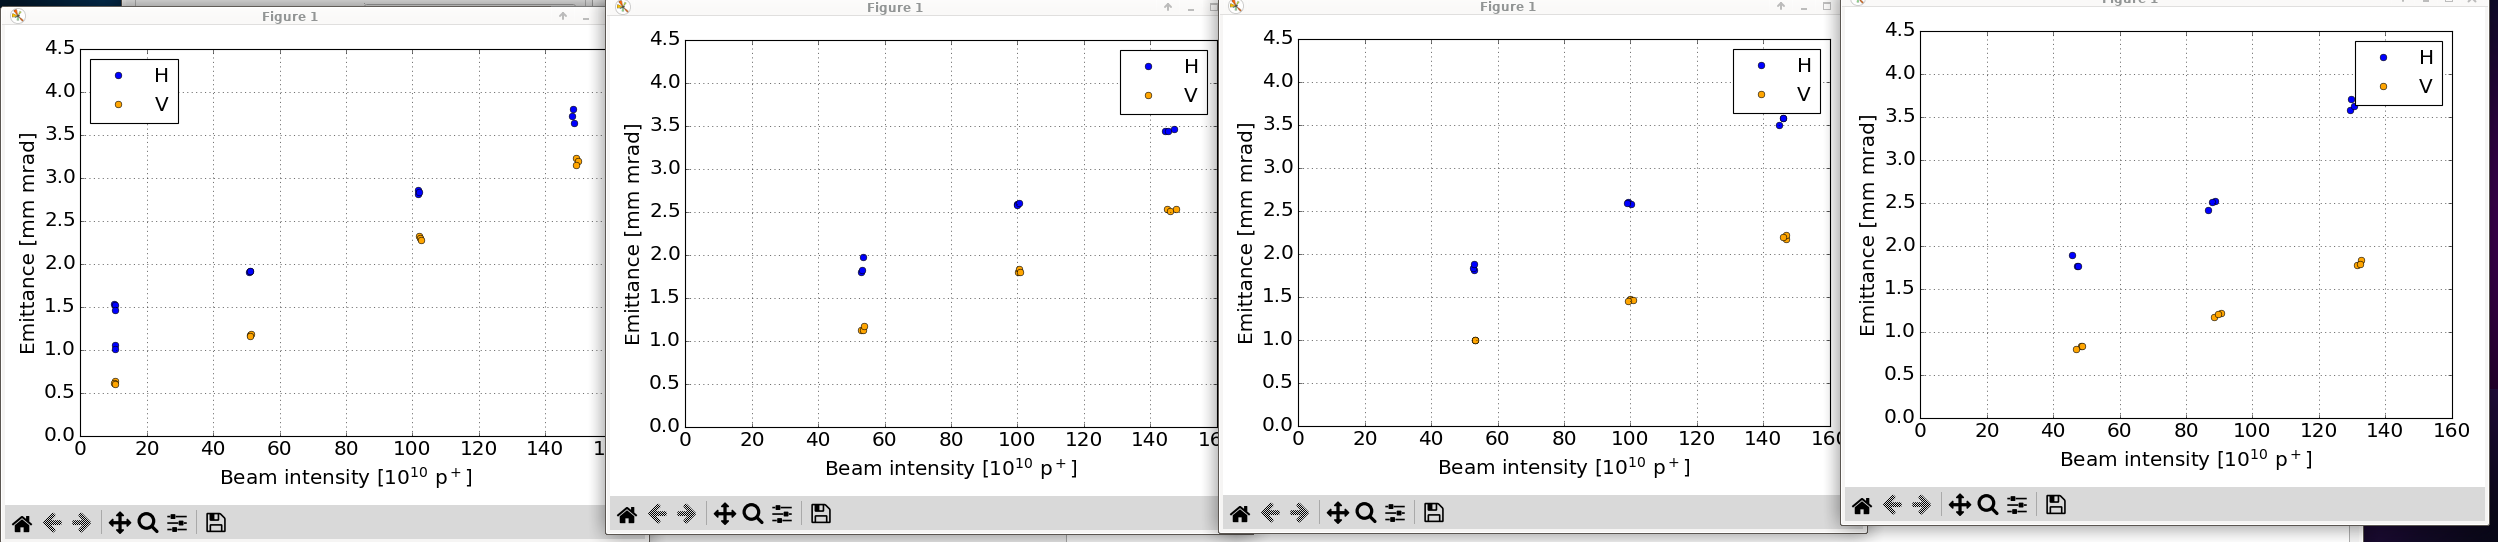 Figure 1
4.5
H
V
4.0
3.5
3.0
2.5
2.0
1.5
1.0
0.5
0.0
Emittance [mm mrad]
0 20 40 60 80 100 120 140 1
Beam intensity [10¹⁰ p⁺]
Figure 1
4.5
H
V
4.0
3.5
3.0
2.5
2.0
1.5
1.0
0.5
0.0
Emittance [mm mrad]
0 20 40 60 80 100 120 140 16
Beam intensity [10¹⁰ p⁺]
Figure 1
4.5
H
V
4.0
3.5
3.0
2.5
2.0
1.5
1.0
0.5
0.0
Emittance [mm mrad]
0 20 40 60 80 100 120 140 160
Beam intensity [10¹⁰ p⁺]
Figure 1
4.5
H
V
4.0
3.5
3.0
2.5
2.0
1.5
1.0
0.5
0.0
Emittance [mm mrad]
0 20 40 60 80 100 120 140 160
Beam intensity [10¹⁰ p⁺]